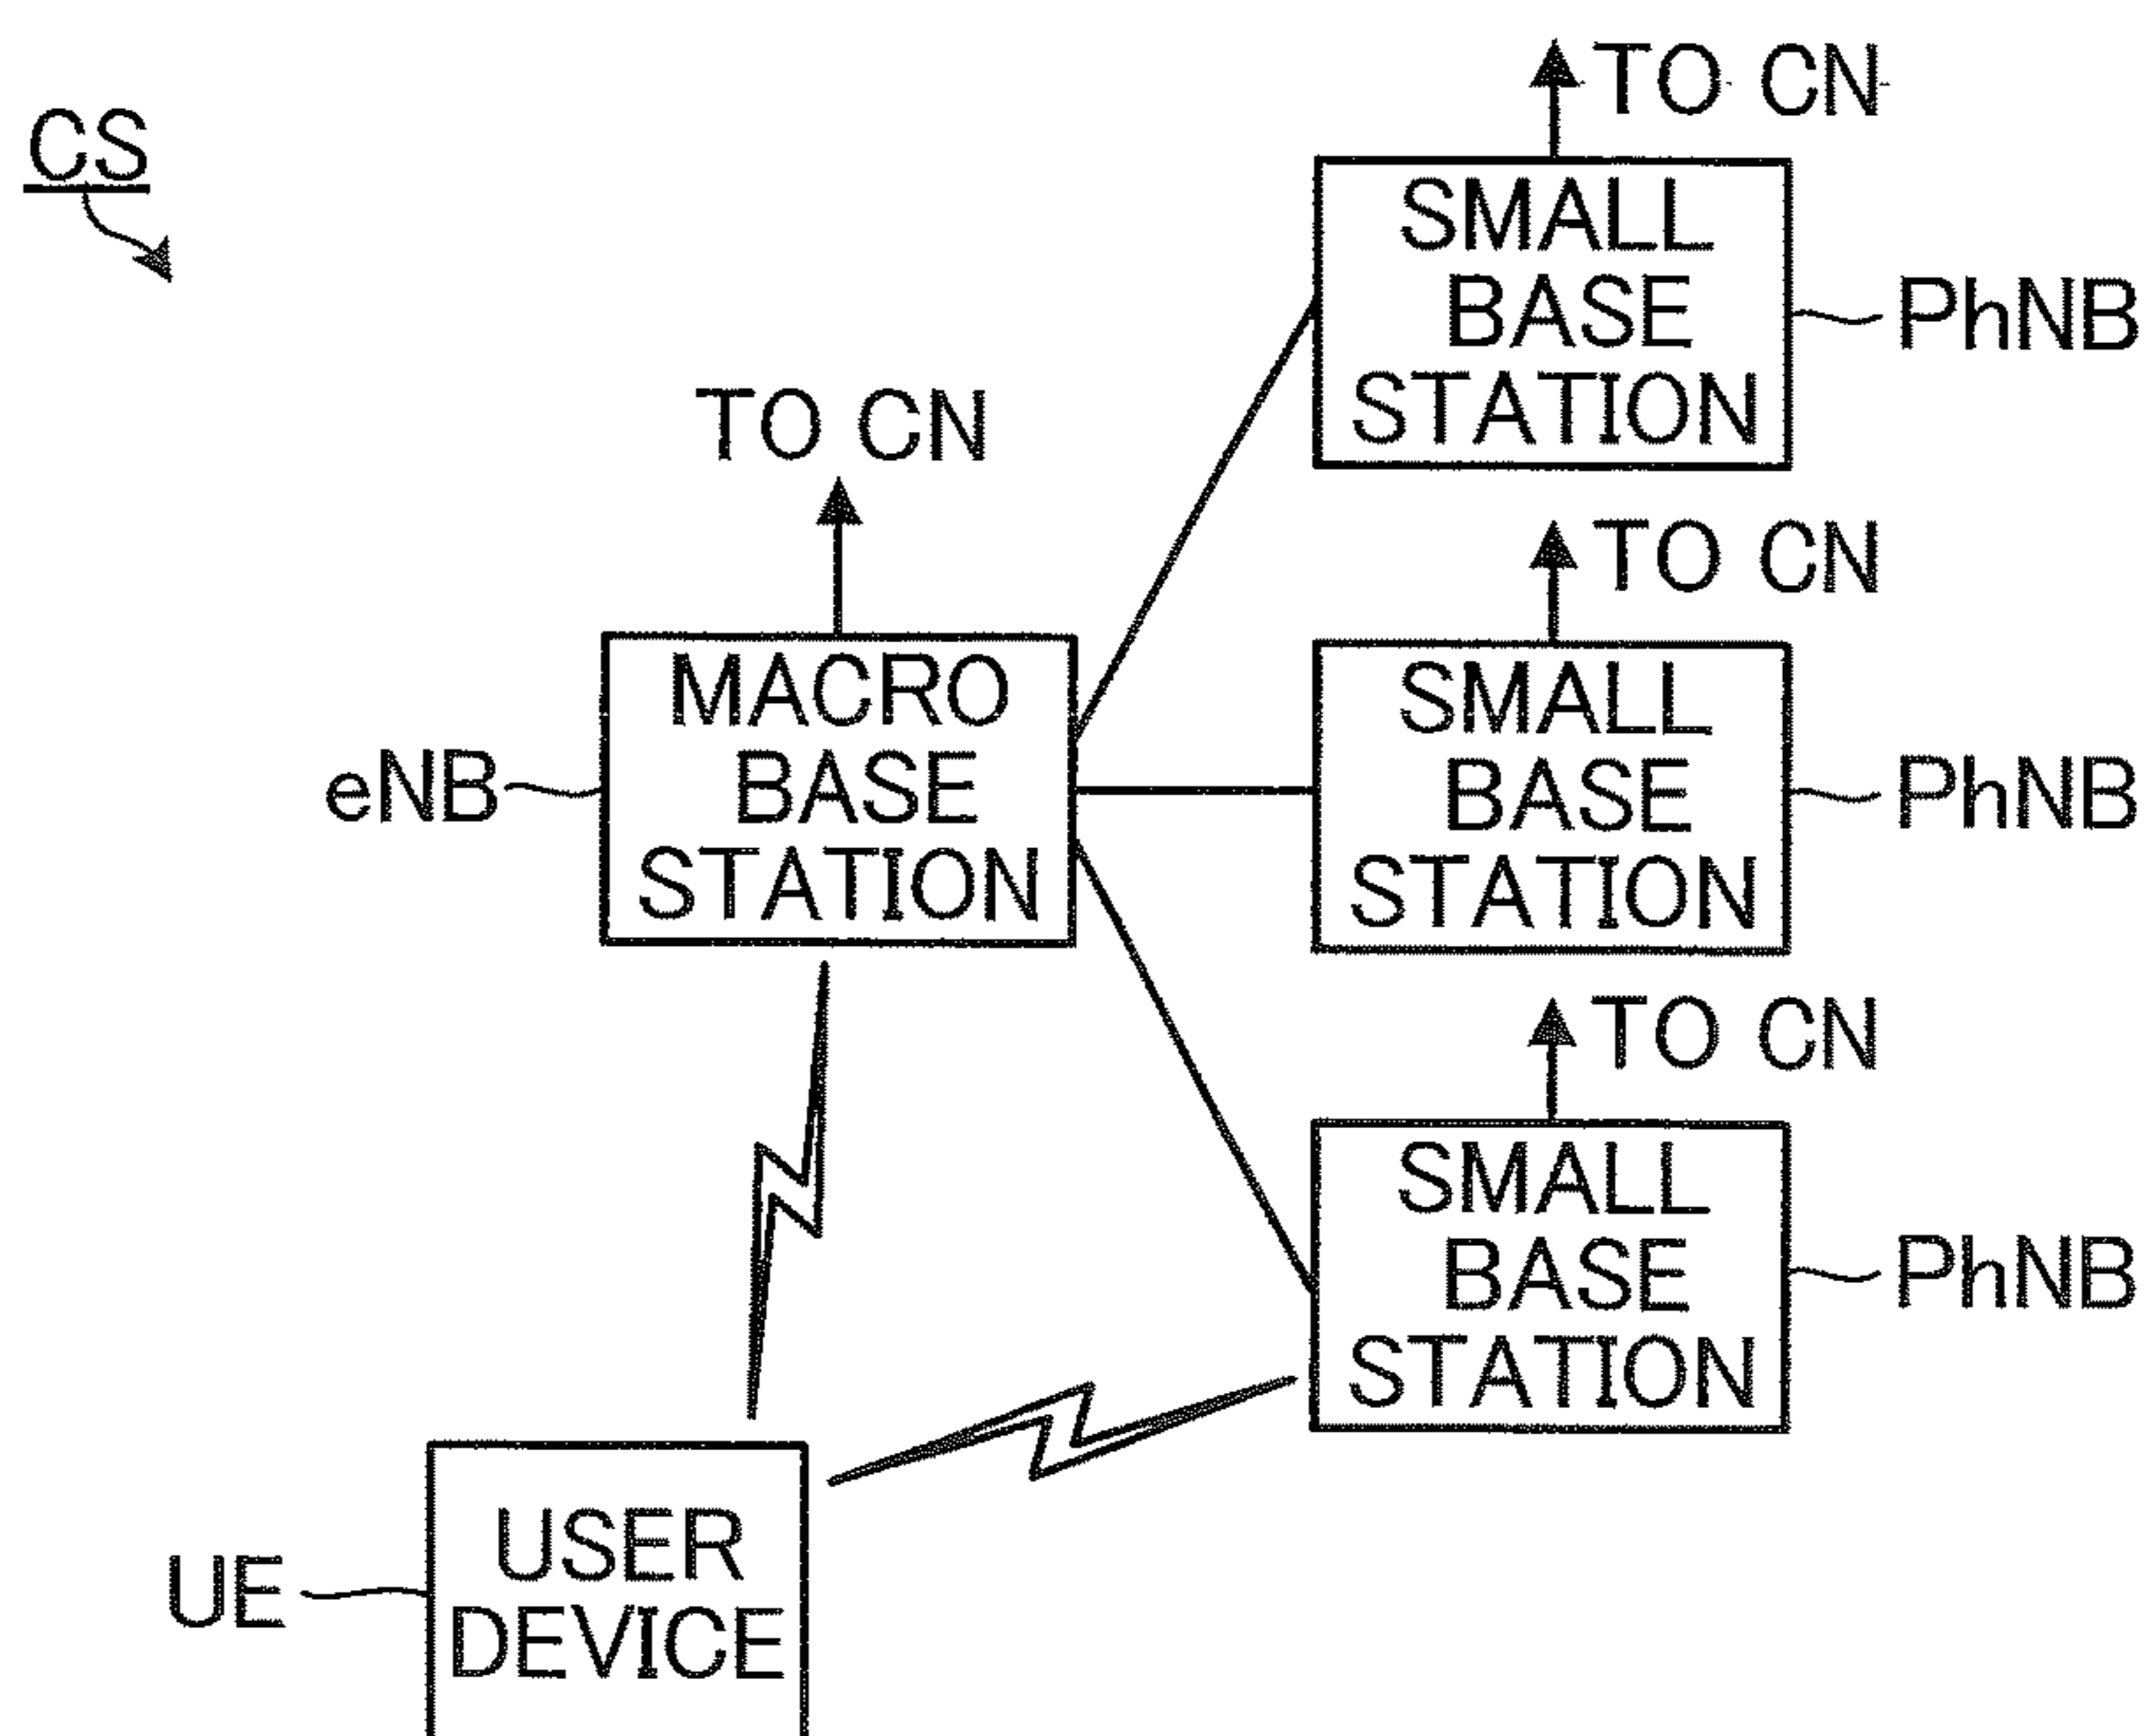 TO CN
CS
SMALL
BASE
STATION
PhNB
TO CN
TO CN
MACRO
BASE
STATION
eNB
SMALL
BASE
STATION
PhNB
TO CN
SMALL
BASE
STATION
PhNB
USER
DEVICE
UE